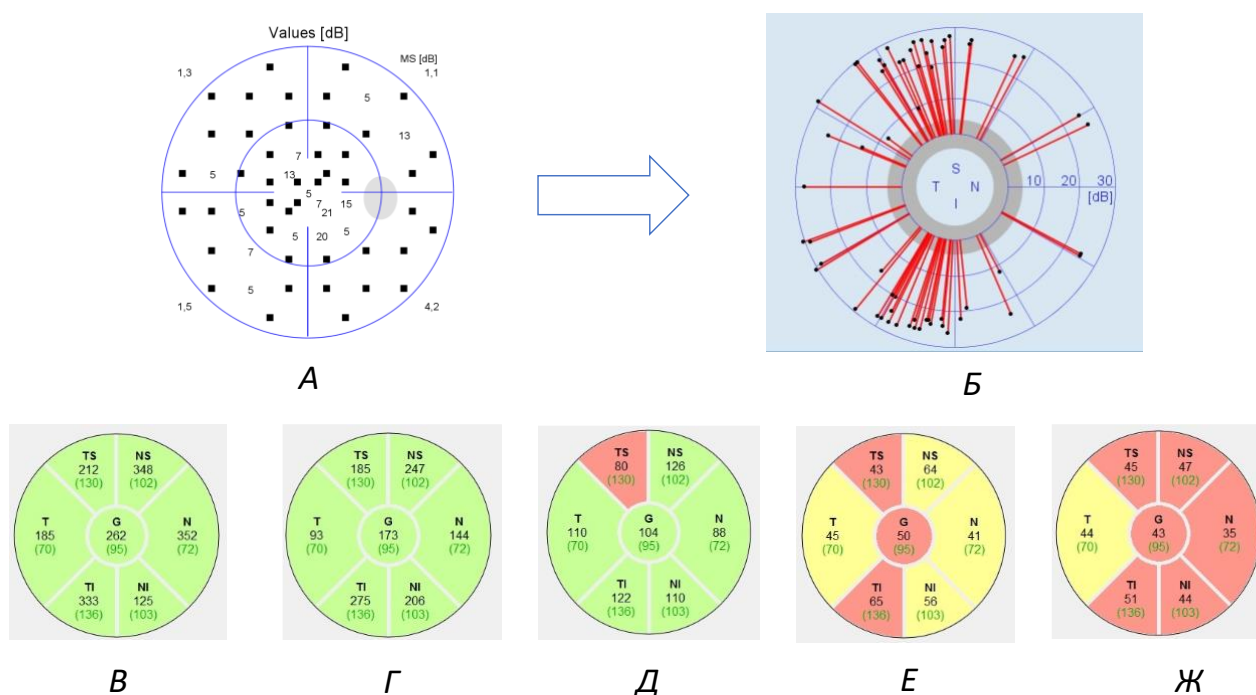 Values [dB]
MS [dB]
1,3
1,1
5
13
7
5
13
5
7
15
5
21
5
20
5
7
5
1,5
4,2
А
S
T N
I
10 20 30
[dB]
Б
TS
212
(130)
NS
348
(102)
T
185
(70)
G
262
(95)
N
352
(72)
TI
333
(136)
NI
125
(103)
В
TS
185
(130)
NS
247
(102)
T
93
(70)
G
173
(95)
N
144
(72)
TI
275
(136)
NI
206
(103)
Г
TS
80
(130)
NS
126
(102)
T
110
(70)
G
104
(95)
N
88
(72)
TI
122
(136)
NI
110
(103)
Д
TS
43
(130)
NS
64
(102)
T
45
(70)
G
50
(95)
N
41
(72)
TI
65
(136)
NI
56
(103)
Е
TS
45
(130)
NS
47
(102)
T
44
(70)
G
43
(95)
N
35
(72)
TI
51
(136)
NI
44
(103)
Ж